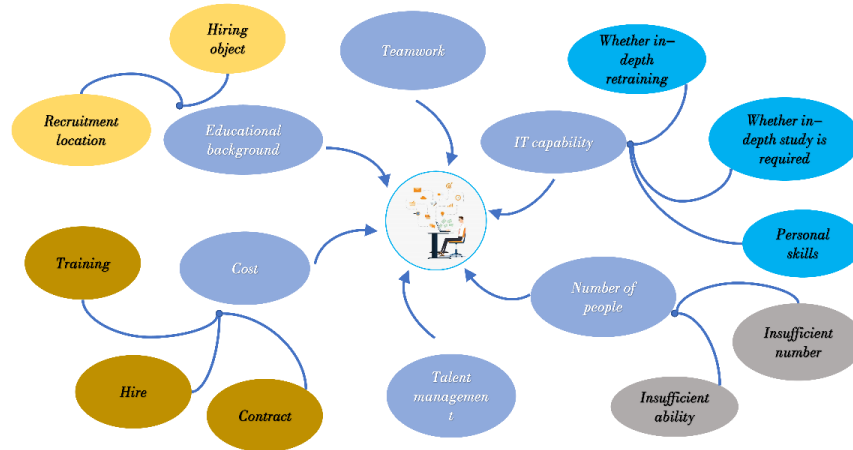 Hiring
object
Recruitment
location
Educational
background
Teamwork
IT capability
Whether in-
depth
retraining
Whether in-
depth study is
required
Personal
skills
Training
Cost
Hire
Contract
Talent
managemen
t
Number of
people
Insufficient
number
Insufficient
ability